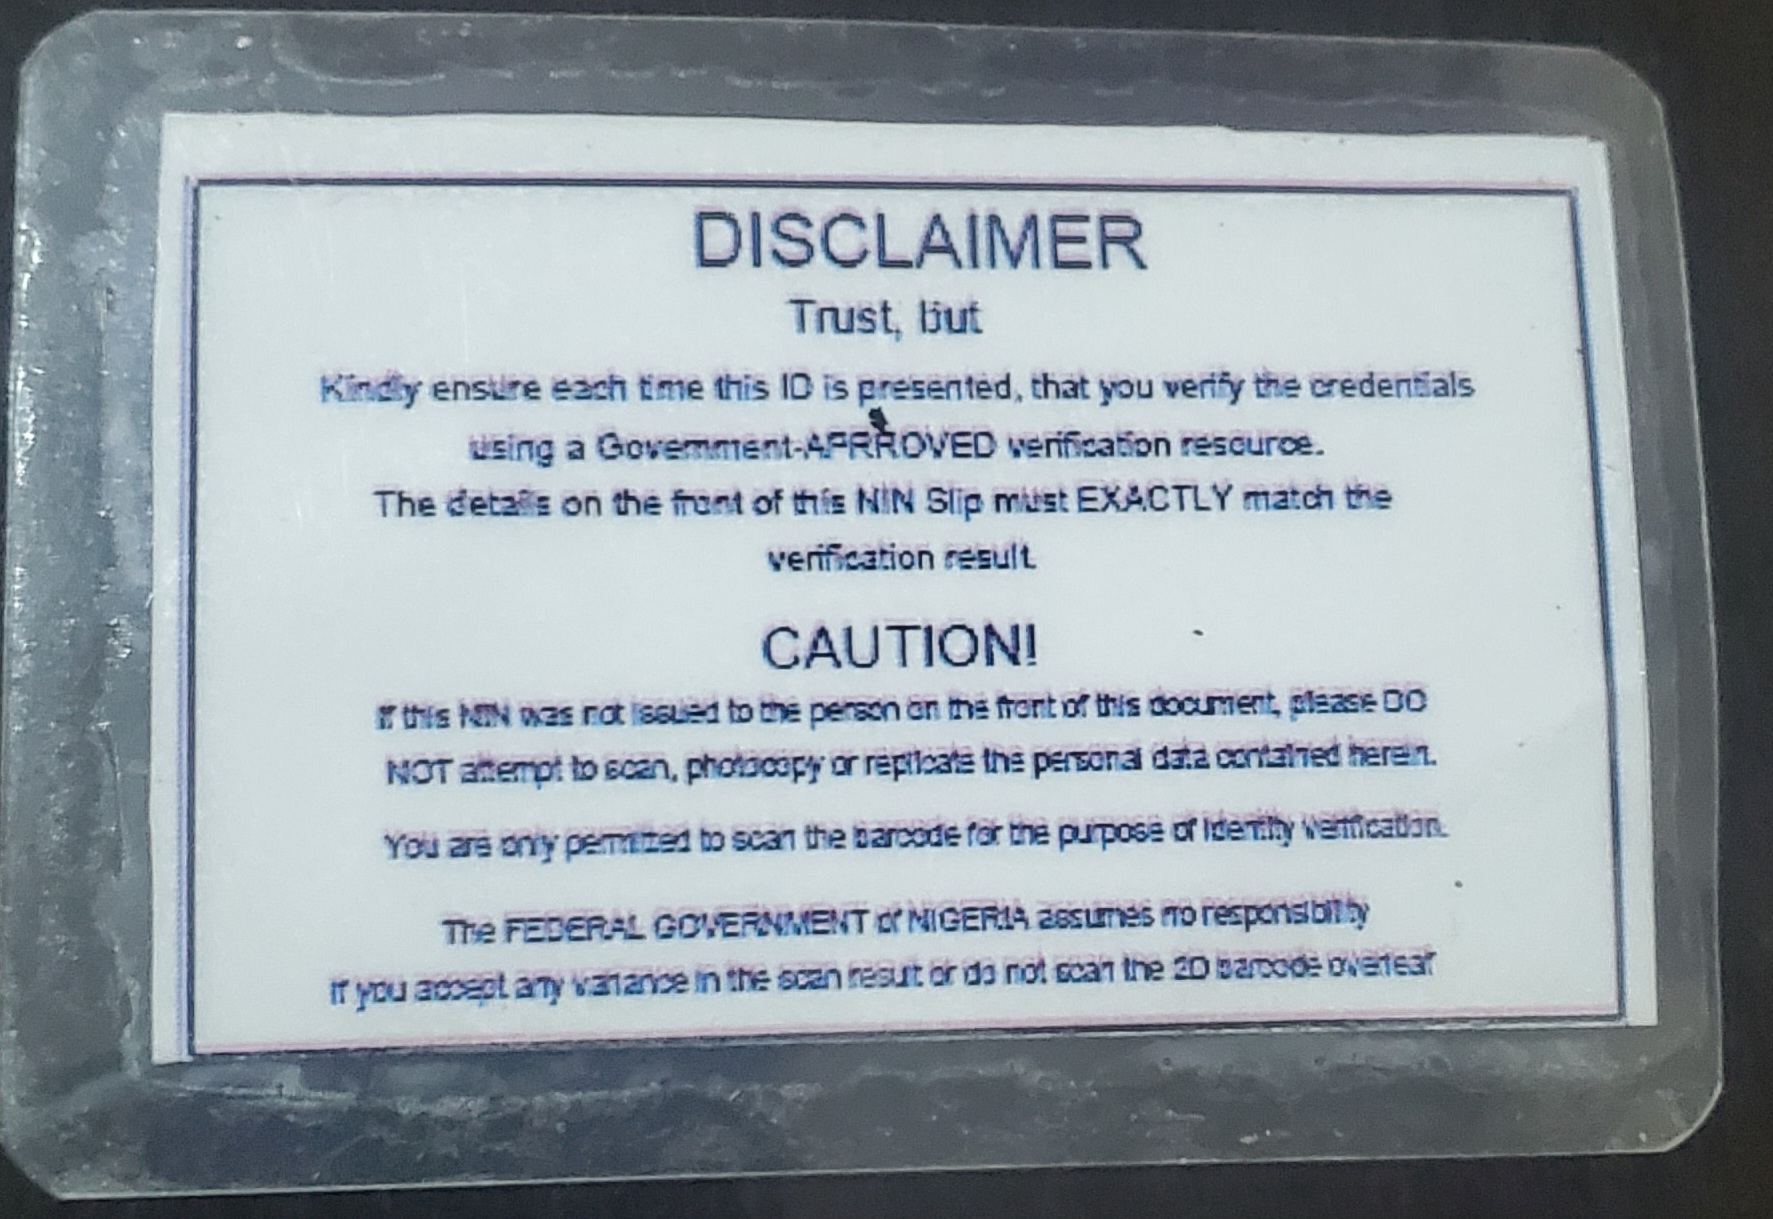 DISCLAIMER
Trust, but
Kindly ensure each time this ID is presented, that you verify the credentials
using a Government-APRROVED verification resource.
The details on the front of this NIN Slip must EXACTLY match the
verification result.
CAUTION!
If this NIN was not issued to the person on the front of this document, please DO
NOT attempt to scan, photocopy or replicate the personal data contained herein.
You are only permitted to scan the barcode for the purpose of identity verification.
The FEDERAL GOVERNMENT of NIGERIA assumes no responsibility
if you accept any variance in the scan result or do not scan the 2D barcode overleaf